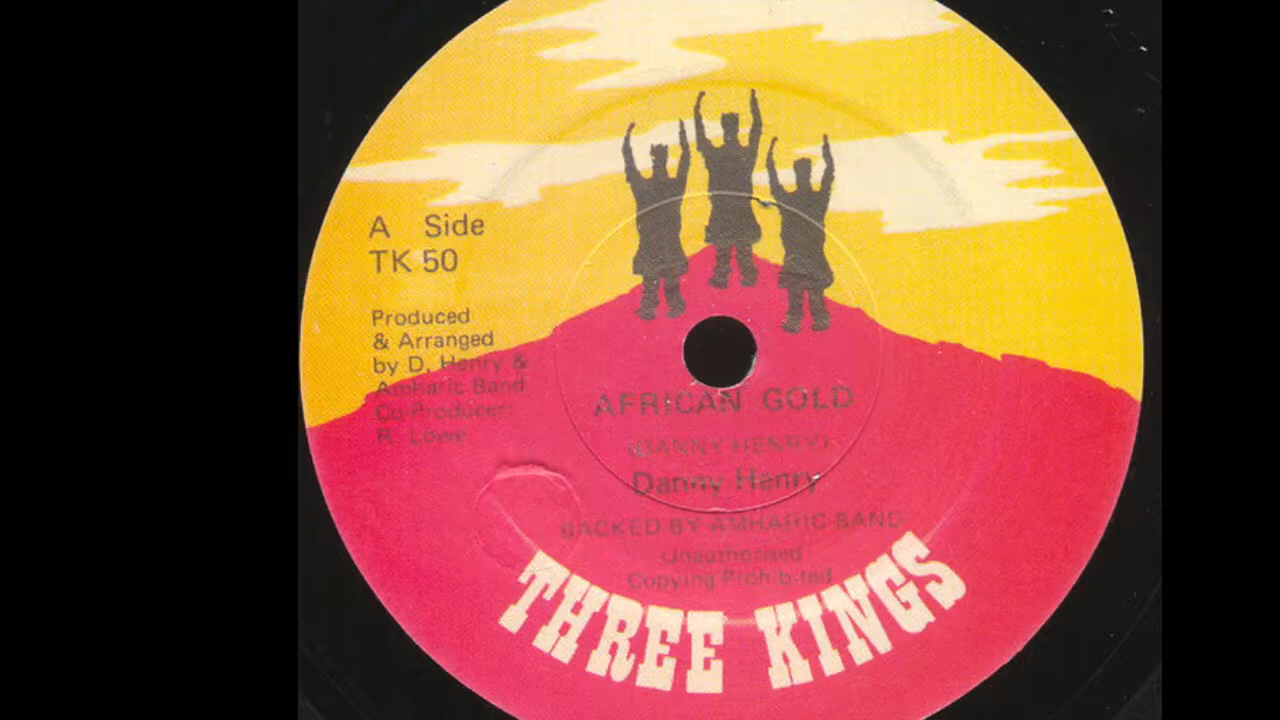 A Side
TK 50
Produced
& Arranged
by D. Henry &
Amharic Band
Co-Producer:
R. Lowe
AFRICAN GOLD
(DANNY HENRY)
Danny Henry
BACKED BY AMHARIC BAND
Unauthorised
Copying Prohibited
THREE KINGS